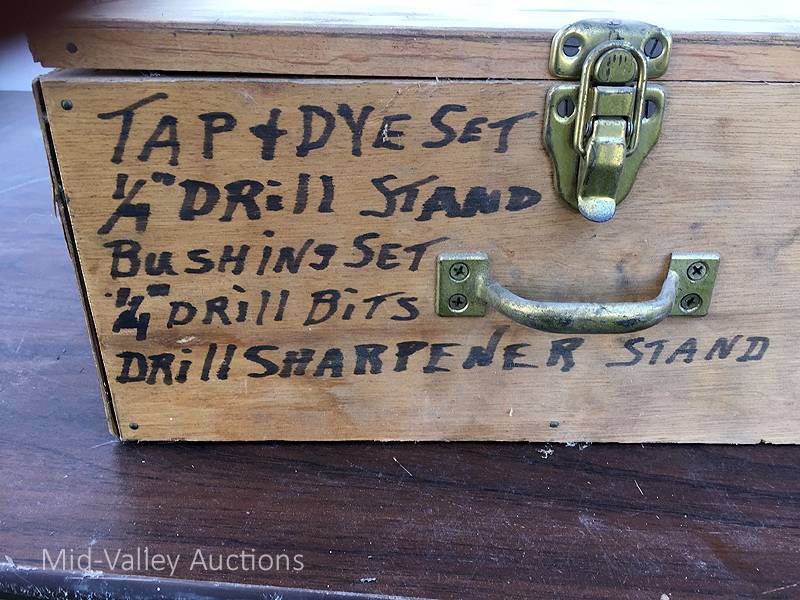 TAP + DYE SET
1/4" DRill STAND
BUSHING SET
1/4" DRill BITS
DRill SHARPENER STAND
Mid-Valley Auctions